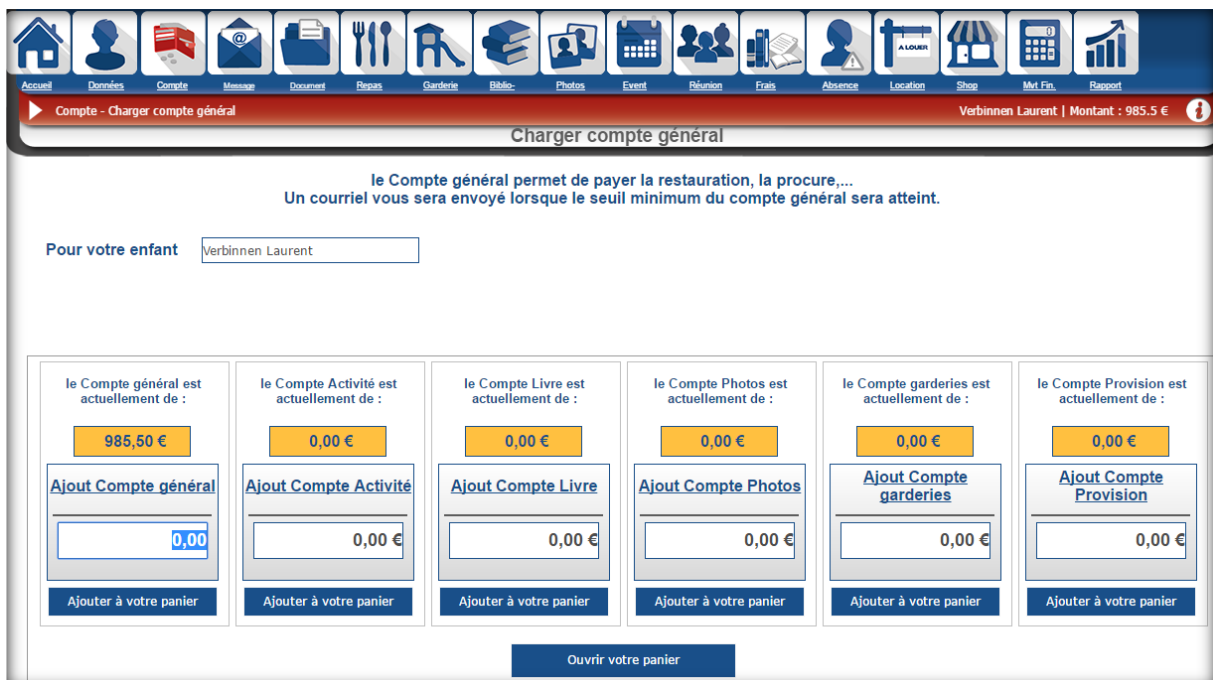 @
A LOUER
Accueil Données Compte Message Document Repas Garderie Biblio- Photos Event Réunion Frais Absence Location Shop Mvt Fin. Rapport
Compte - Charger compte général Verbinnen Laurent | Montant : 985.5 € i
Charger compte général
le Compte général permet de payer la restauration, la procure,...
Un courriel vous sera envoyé lorsque le seuil minimum du compte général sera atteint.
Pour votre enfant Verbinnen Laurent
le Compte général est actuellement de :
985,50 €
Ajout Compte général
0,00
Ajouter à votre panier
le Compte Activité est actuellement de :
0,00 €
Ajout Compte Activité
0,00 €
Ajouter à votre panier
le Compte Livre est actuellement de :
0,00 €
Ajout Compte Livre
0,00 €
Ajouter à votre panier
le Compte Photos est actuellement de :
0,00 €
Ajout Compte Photos
0,00 €
Ajouter à votre panier
le Compte garderies est actuellement de :
0,00 €
Ajout Compte garderies
0,00 €
Ajouter à votre panier
le Compte Provision est actuellement de :
0,00 €
Ajout Compte Provision
0,00 €
Ajouter à votre panier
Ouvrir votre panier